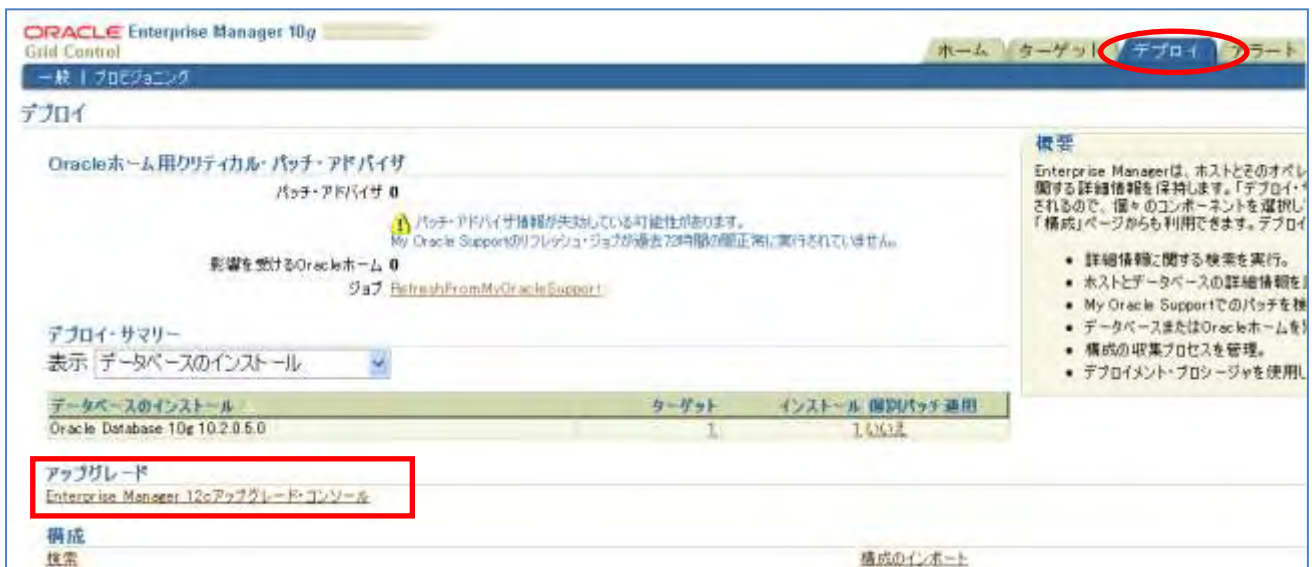 ORACLE Enterprise Manager 10g
Grid Control
ホーム ターゲット デプロイ アラート
一般 | プロビジョニング
デプロイ
Oracleホーム用クリティカル・パッチ・アドバイザ
パッチ・アドバイザ 0
パッチ・アドバイザ情報が失効している可能性があります。
My Oracle Supportのリフレッシュ・ジョブが過去72時間の間正常に実行されていません。
影響を受けるOracleホーム 0
ジョブ RefreshFromMyOracleSupport
デプロイ・サマリー
表示 データベースのインストール
データベースのインストール ターゲット インストール 個別パッチ適用
Oracle Database 10g 10.2.0.5.0 1 1 いいえ
アップグレード
Enterprise Manager 12cアップグレード・コンソール
構成
検索 構成のインポート
概要
Enterprise Managerは、ホストとそのオペレ
関する詳細情報を保持します。「デプロイ・
されるので、個々のコンポーネントを選択し
「構成」ページからも利用できます。デプロイ
• 詳細情報に関する検索を実行。
• ホストとデータベースの詳細情報を
• My Oracle Supportでのパッチを検
• データベースまたはOracleホームを
• 構成の収集プロセスを管理。
• デプロイメント・プロシージャを使用し